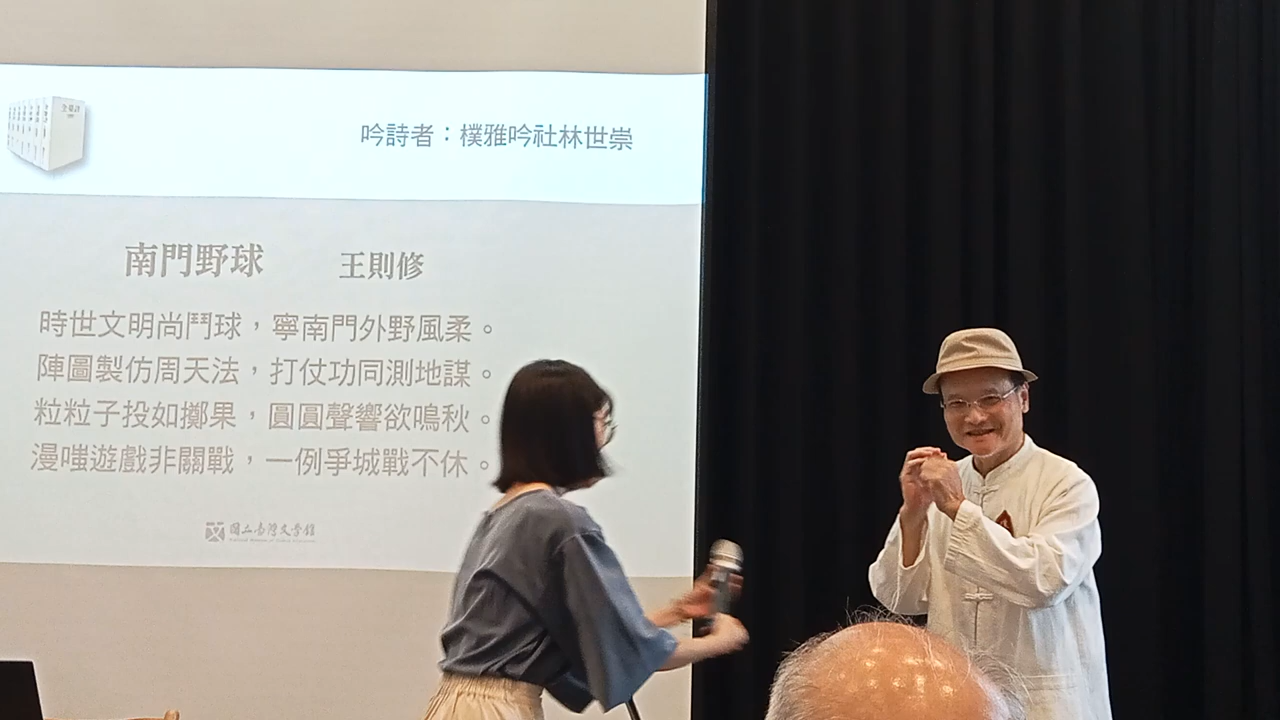 全臺詩
吟詩者：樸雅吟社林世崇
南門野球 王則修
時世文明尚鬥球，寧南門外野風柔。
陣圖製仿周天法，打仗功同測地謀。
粒粒子投如擲果，圓圓聲響欲鳴秋。
漫嗤遊戲非關戰，一例爭城戰不休。
國立臺灣文學館